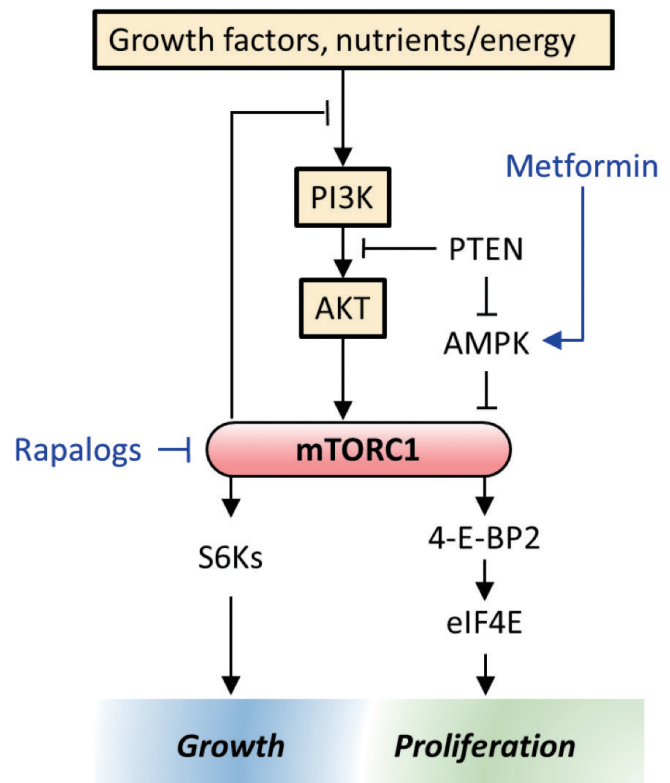 Growth factors, nutrients/energy
Metformin
PI3K
PTEN
AKT
AMPK
Rapalogs
mTORC1
4-E-BP2
S6Ks
eIF4E
Growth
Proliferation